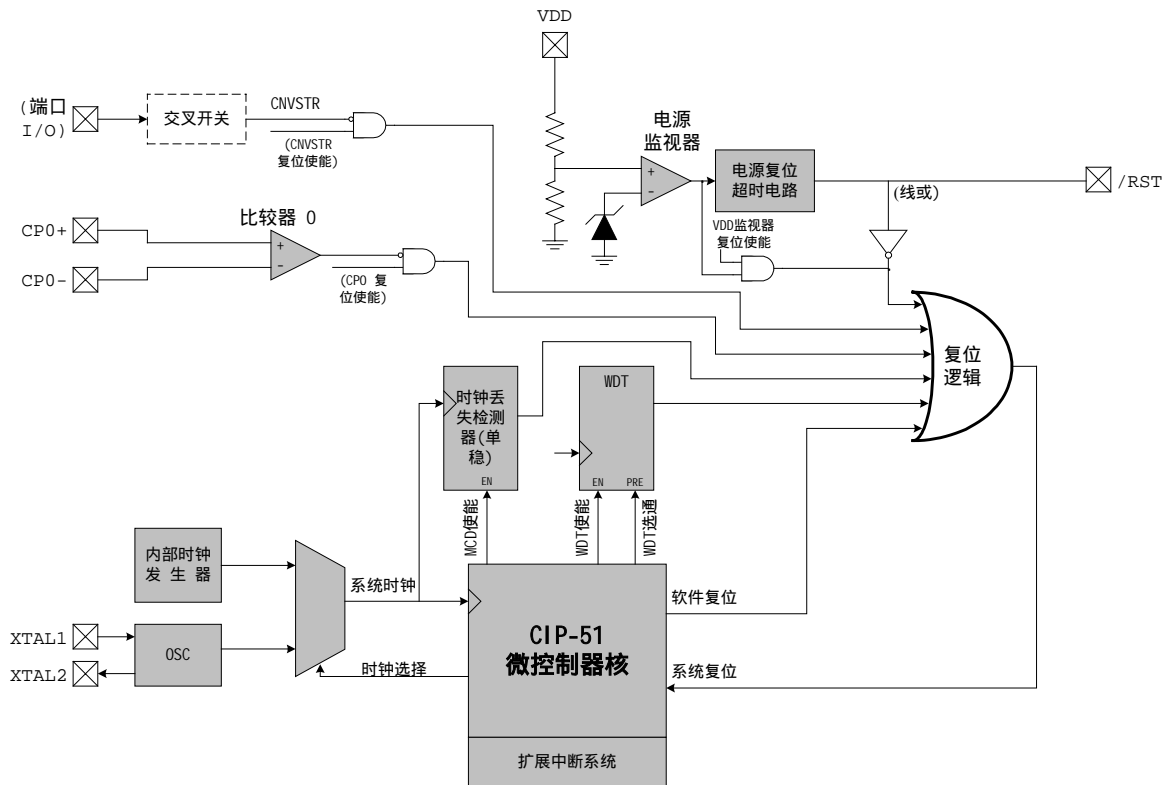 VDD
(端口
I/O)
交叉开关
CNVSTR
(CNVSTR
复位使能)
电源
监视器
+
-
电源复位
超时电路
/RST
(线或)
CP0+
CP0-
比较器 0
+
-
(CPO 复
位使能)
VDD监视器
复位使能
复位
逻辑
时钟丢
失检测
器(单
稳)
EN
WDT
EN
PRE
MCD使能
WDT使能
WDT选通
内部时钟
发 生 器
系统时钟
XTAL1
XTAL2
OSC
时钟选择
CIP-51
微控制器核
软件复位
系统复位
扩展中断系统